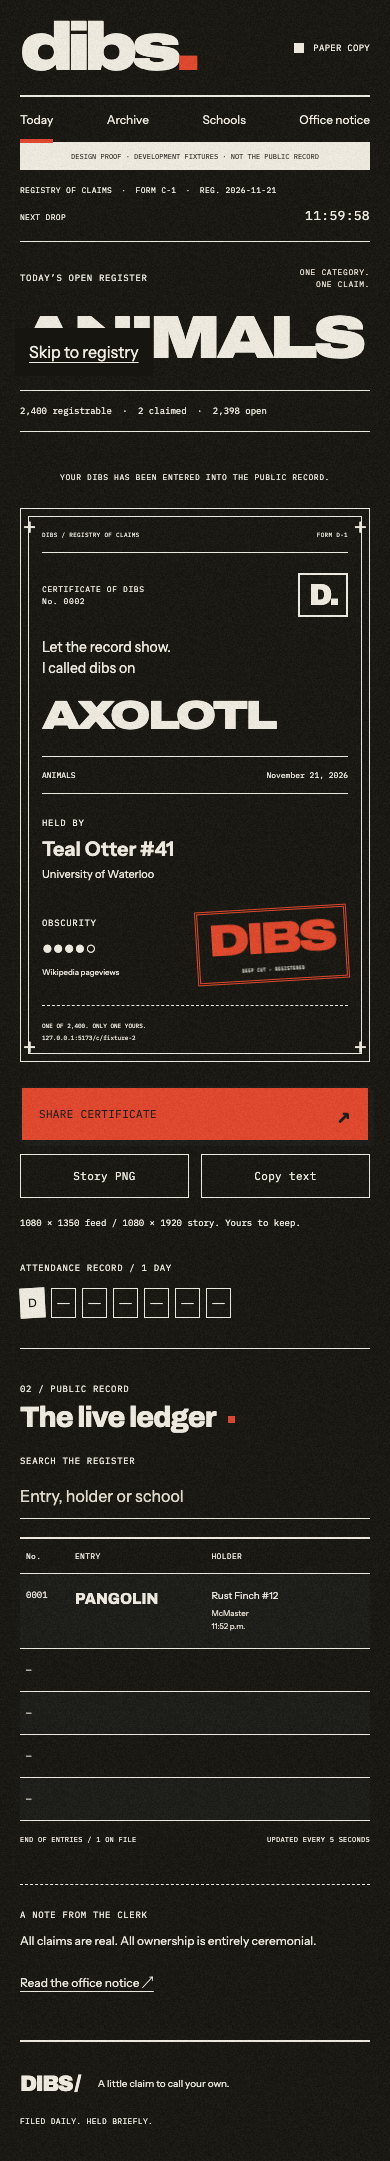 dibs.
PAPER COPY
Today Archive Schools Office notice
DESIGN PROOF · DEVELOPMENT FIXTURES · NOT THE PUBLIC RECORD
REGISTRY OF CLAIMS · FORM C-1 · REG. 2026-11-21
NEXT DROP 11:59:58
TODAY'S OPEN REGISTER
ONE CATEGORY.
ONE CLAIM.
ANIMALS
Skip to registry
2,400 registrable · 2 claimed · 2,398 open
YOUR DIBS HAS BEEN ENTERED INTO THE PUBLIC RECORD.
DIBS / REGISTRY OF CLAIMS FORM D-1
CERTIFICATE OF DIBS
No. 0002
D.
Let the record show.
I called dibs on
AXOLOTL
ANIMALS November 21, 2026
HELD BY
Teal Otter #41
University of Waterloo
OBSCURITY
Wikipedia pageviews
DIBS
DEEP CUT · REGISTERED
ONE OF 2,400. ONLY ONE YOURS.
127.0.0.1:5173/c/fixture-2
SHARE CERTIFICATE ↗
Story PNG Copy text
1080 × 1350 feed / 1080 × 1920 story. Yours to keep.
ATTENDANCE RECORD / 1 DAY
D — — — — — —
02 / PUBLIC RECORD
The live ledger
SEARCH THE REGISTER
Entry, holder or school
No. ENTRY HOLDER
0001 PANGOLIN Rust Finch #12
McMaster
11:52 p.m.
—
—
—
—
END OF ENTRIES / 1 ON FILE UPDATED EVERY 5 SECONDS
A NOTE FROM THE CLERK
All claims are real. All ownership is entirely ceremonial.
Read the office notice ↗
DIBS/ A little claim to call your own.
FILED DAILY. HELD BRIEFLY.